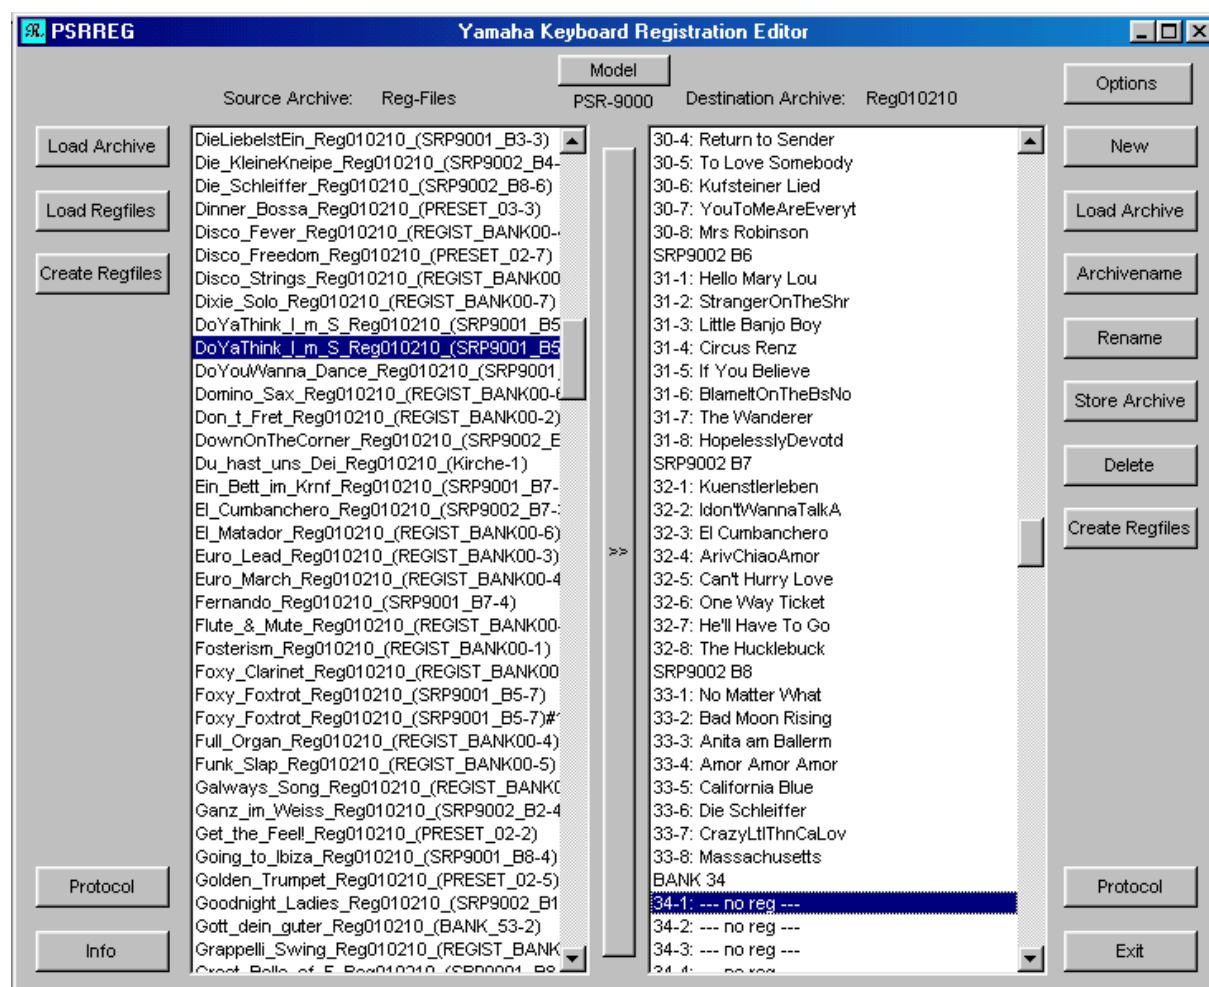 PSRREG
Yamaha Keyboard Registration Editor
Model
Options
Source Archive: Reg-Files
PSR-9000
Destination Archive: Reg010210
Load Archive
Load Regfiles
Create Regfiles
Protocol
Info
DieLiebelstEin_Reg010210_(SRP9001_B3-3)
Die_KleineKneipe_Reg010210_(SRP9002_B4-
Die_Schleiffer_Reg010210_(SRP9002_B8-6)
Dinner_Bossa_Reg010210_(PRESET_03-3)
Disco_Fever_Reg010210_(REGIST_BANK00-
Disco_Freedom_Reg010210_(PRESET_02-7)
Disco_Strings_Reg010210_(REGIST_BANK00
Dixie_Solo_Reg010210_(REGIST_BANK00-7)
DoYaThink_I_m_S_Reg010210_(SRP9001_B5
DoYaThink_I_m_S_Reg010210_(SRP9001_B5
DoYouWanna_Dance_Reg010210_(SRP9001_
Domino_Sax_Reg010210_(REGIST_BANK00-
Don_t_Fret_Reg010210_(REGIST_BANK00-2)
DownOnTheCorner_Reg010210_(SRP9002_
Du_hast_uns_Dei_Reg010210_(Kirche-1)
Ein_Bett_im_Krnf_Reg010210_(SRP9001_B7-
El_Cumbanchero_Reg010210_(SRP9002_B7-
El_Matador_Reg010210_(REGIST_BANK00-6)
Euro_Lead_Reg010210_(REGIST_BANK00-3)
Euro_March_Reg010210_(REGIST_BANK00-4
Fernando_Reg010210_(SRP9001_B7-4)
Flute_&_Mute_Reg010210_(REGIST_BANK00-
Fosterism_Reg010210_(REGIST_BANK00-1)
Foxy_Clarinet_Reg010210_(REGIST_BANK00
Foxy_Foxtrot_Reg010210_(SRP9001_B5-7)
Foxy_Foxtrot_Reg010210_(SRP9001_B5-7)#
Full_Organ_Reg010210_(REGIST_BANK00-4)
Funk_Slap_Reg010210_(REGIST_BANK00-5)
Galways_Song_Reg010210_(REGIST_BANK
Ganz_im_Weiss_Reg010210_(SRP9002_B2-4
Get_the_Feel!_Reg010210_(PRESET_02-2)
Going_to_Ibiza_Reg010210_(SRP9001_B8-4)
Golden_Trumpet_Reg010210_(PRESET_02-5)
Goodnight_Ladies_Reg010210_(SRP9002_B1
Gott_dein_guter_Reg010210_(BANK_53-2)
Grappelli_Swing_Reg010210_(REGIST_BANK
>>
30-4: Return to Sender
30-5: To Love Somebody
30-6: Kufsteiner Lied
30-7: YouToMeAreEveryt
30-8: Mrs Robinson
SRP9002 B6
31-1: Hello Mary Lou
31-2: StrangerOnTheShr
31-3: Little Banjo Boy
31-4: Circus Renz
31-5: If You Believe
31-6: BlameItOnTheBsNo
31-7: The Wanderer
31-8: HopelesslyDevotd
SRP9002 B7
32-1: Kuenstlerleben
32-2: Idon'tWannaTalkA
32-3: El Cumbanchero
32-4: ArivChiaoAmor
32-5: Can't Hurry Love
32-6: One Way Ticket
32-7: He'll Have To Go
32-8: The Hucklebuck
SRP9002 B8
33-1: No Matter What
33-2: Bad Moon Rising
33-3: Anita am Ballerm
33-4: Amor Amor Amor
33-5: California Blue
33-6: Die Schleiffer
33-7: CrazyLtlThnCaLov
33-8: Massachusetts
BANK 34
34-1: --- no reg ---
34-2: --- no reg ---
34-3: --- no reg ---
34-4: --- no reg ---
New
Load Archive
Archivename
Rename
Store Archive
Delete
Create Regfiles
Protocol
Exit